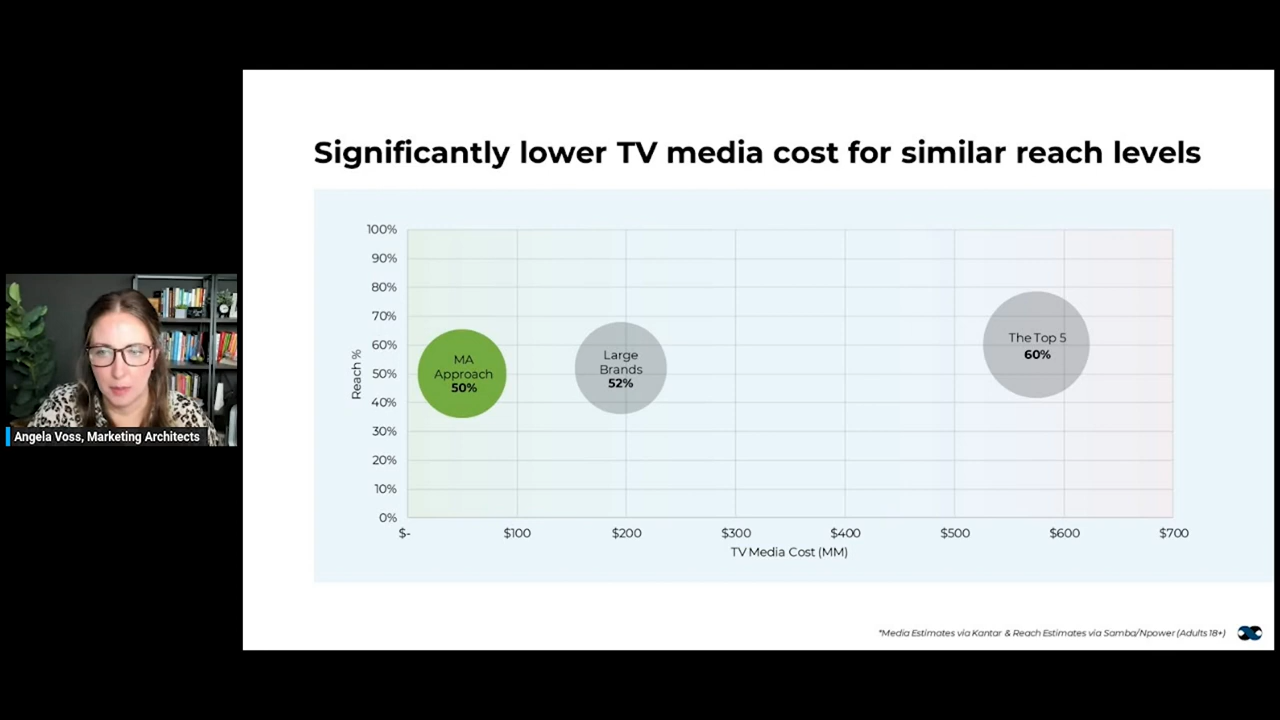 Significantly lower TV media cost for similar reach levels
100%
90%
80%
70%
60%
50%
40%
30%
20%
10%
0%
Reach %
MA
Approach
50%
Large
Brands
52%
The Top 5
60%
$-
$100
$200
$300
$400
$500
$600
$700
TV Media Cost (MM)
*Media Estimates via Kantar & Reach Estimates via Samba/Npower (Adults 18+)
Angela Voss, Marketing Architects